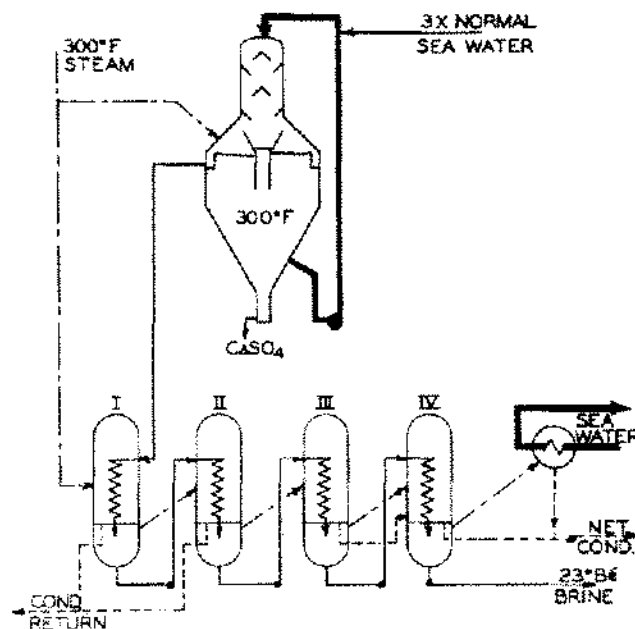 300°F
STEAM
3X NORMAL
SEA WATER
300°F
CASO₄
I
II
III
IV
SEA
WATER
NET
COND.
23°Bé
BRINE
COND.
RETURN